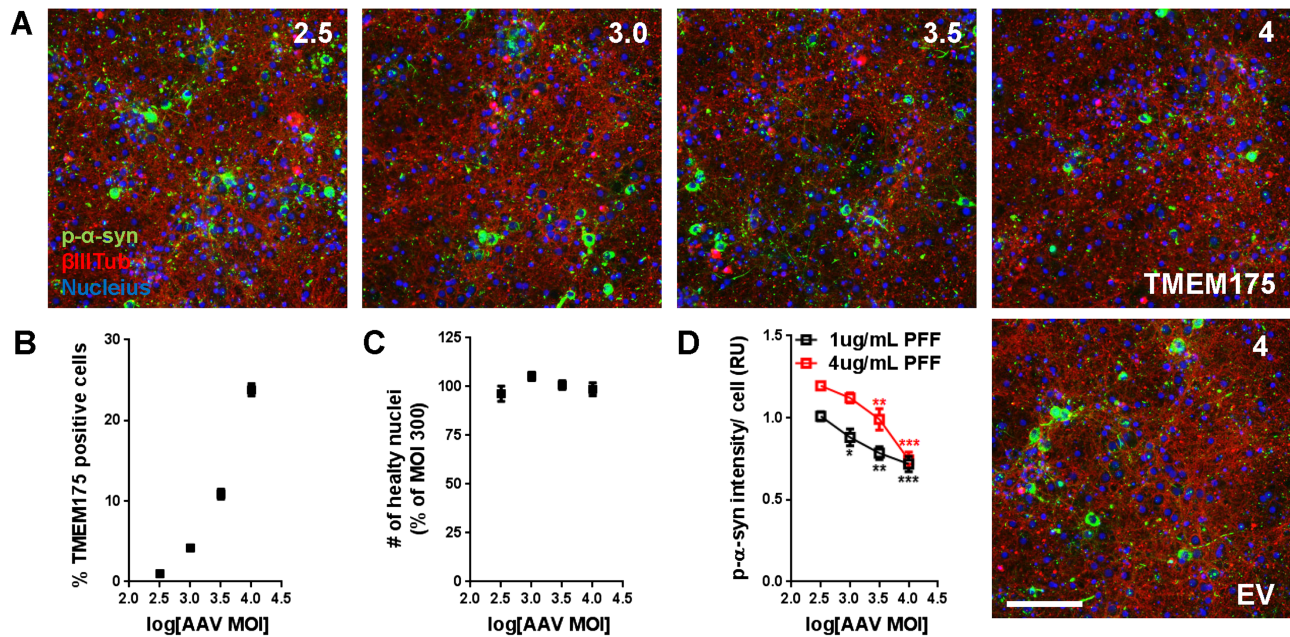 A
2.5
3.0
3.5
4
p-α-syn
βIIITub
Nucleius
TMEM175
B
% TMEM175 positive cells
30
20
10
0
2.0 2.5 3.0 3.5 4.0 4.5
log[AAV MOI]
C
# of healty nuclei
(% of MOI 300)
125
100
75
50
25
0
2.0 2.5 3.0 3.5 4.0 4.5
log[AAV MOI]
D
p-α-syn intensity/ cell (RU)
1.5
1.0
0.5
0.0
1ug/mL PFF
4ug/mL PFF
**
***
*
**
***
2.0 2.5 3.0 3.5 4.0 4.5
log[AAV MOI]
4
EV